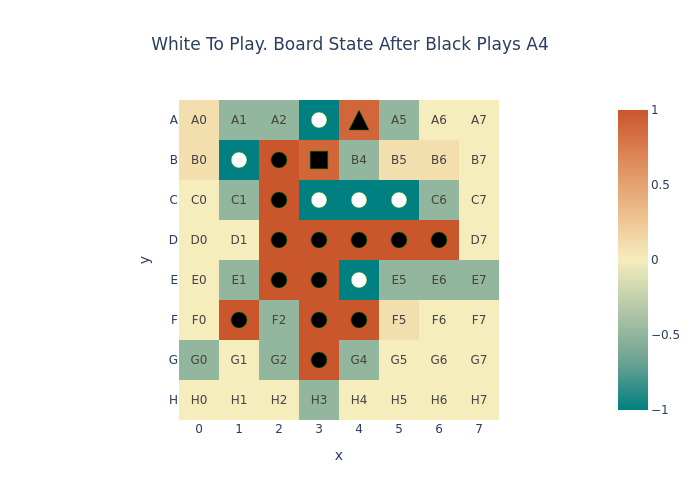 White To Play. Board State After Black Plays A4
A A0 A1 A2 A5 A6 A7
B B0 B4 B5 B6 B7
C C0 C1 C6 C7
D D0 D1 D7
E E0 E1 E5 E6 E7
F F0 F2 F5 F6 F7
G G0 G1 G2 G4 G5 G6 G7
H H0 H1 H2 H3 H4 H5 H6 H7
0 1 2 3 4 5 6 7
x
y
1
0.5
0
−0.5
−1